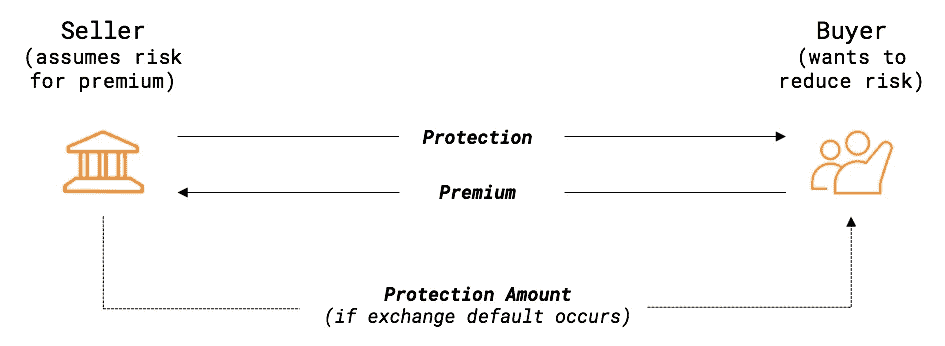 Seller
(assumes risk
for premium)
Buyer
(wants to
reduce risk)
Protection
Premium
Protection Amount
(if exchange default occurs)